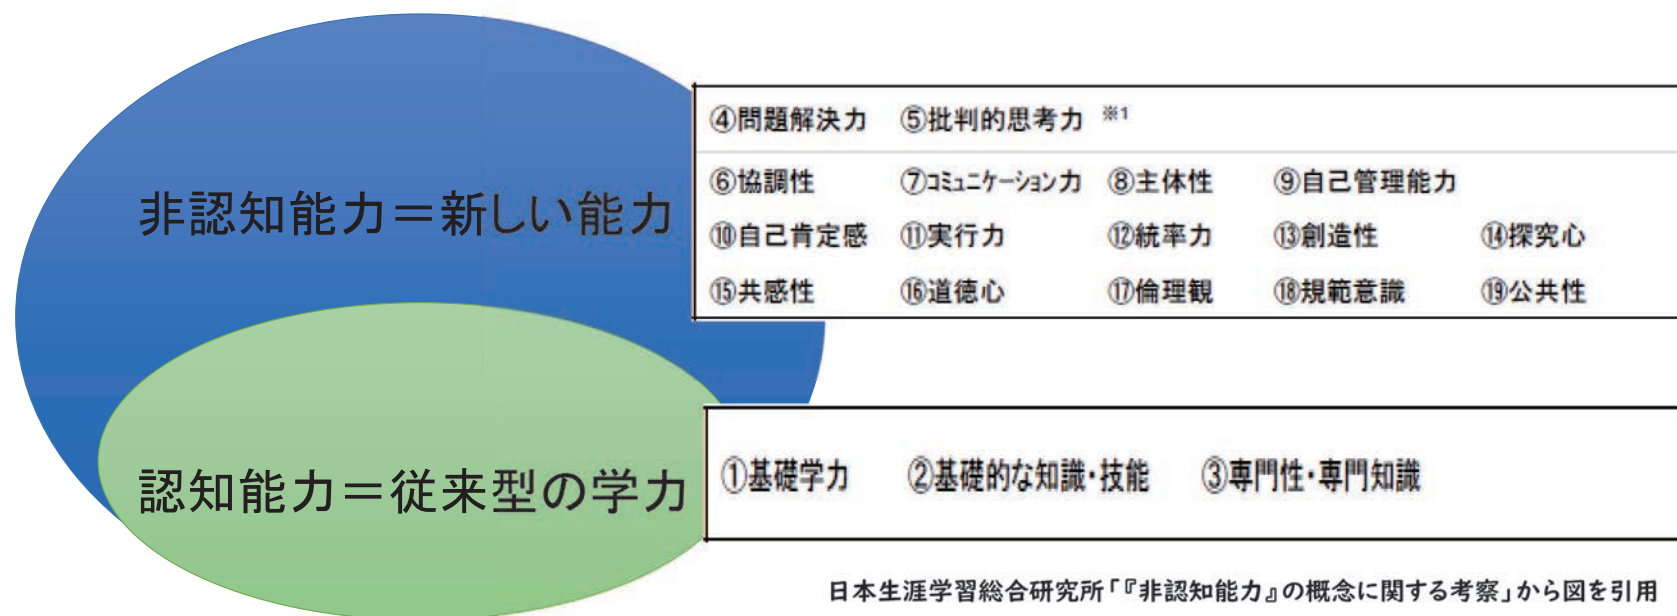 ④問題解決力 ⑤批判的思考力 ※1
非認知能力=新しい能力
⑥協調性 ⑦コミュニケーション力 ⑧主体性 ⑨自己管理能力
⑩自己肯定感 ⑪実行力 ⑫統率力 ⑬創造性 ⑭探究心
⑮共感性 ⑯道徳心 ⑰倫理観 ⑱規範意識 ⑲公共性
認知能力=従来型の学力
①基礎学力 ②基礎的な知識・技能 ③専門性・専門知識
日本生涯学習総合研究所「『非認知能力』の概念に関する考察」から図を引用